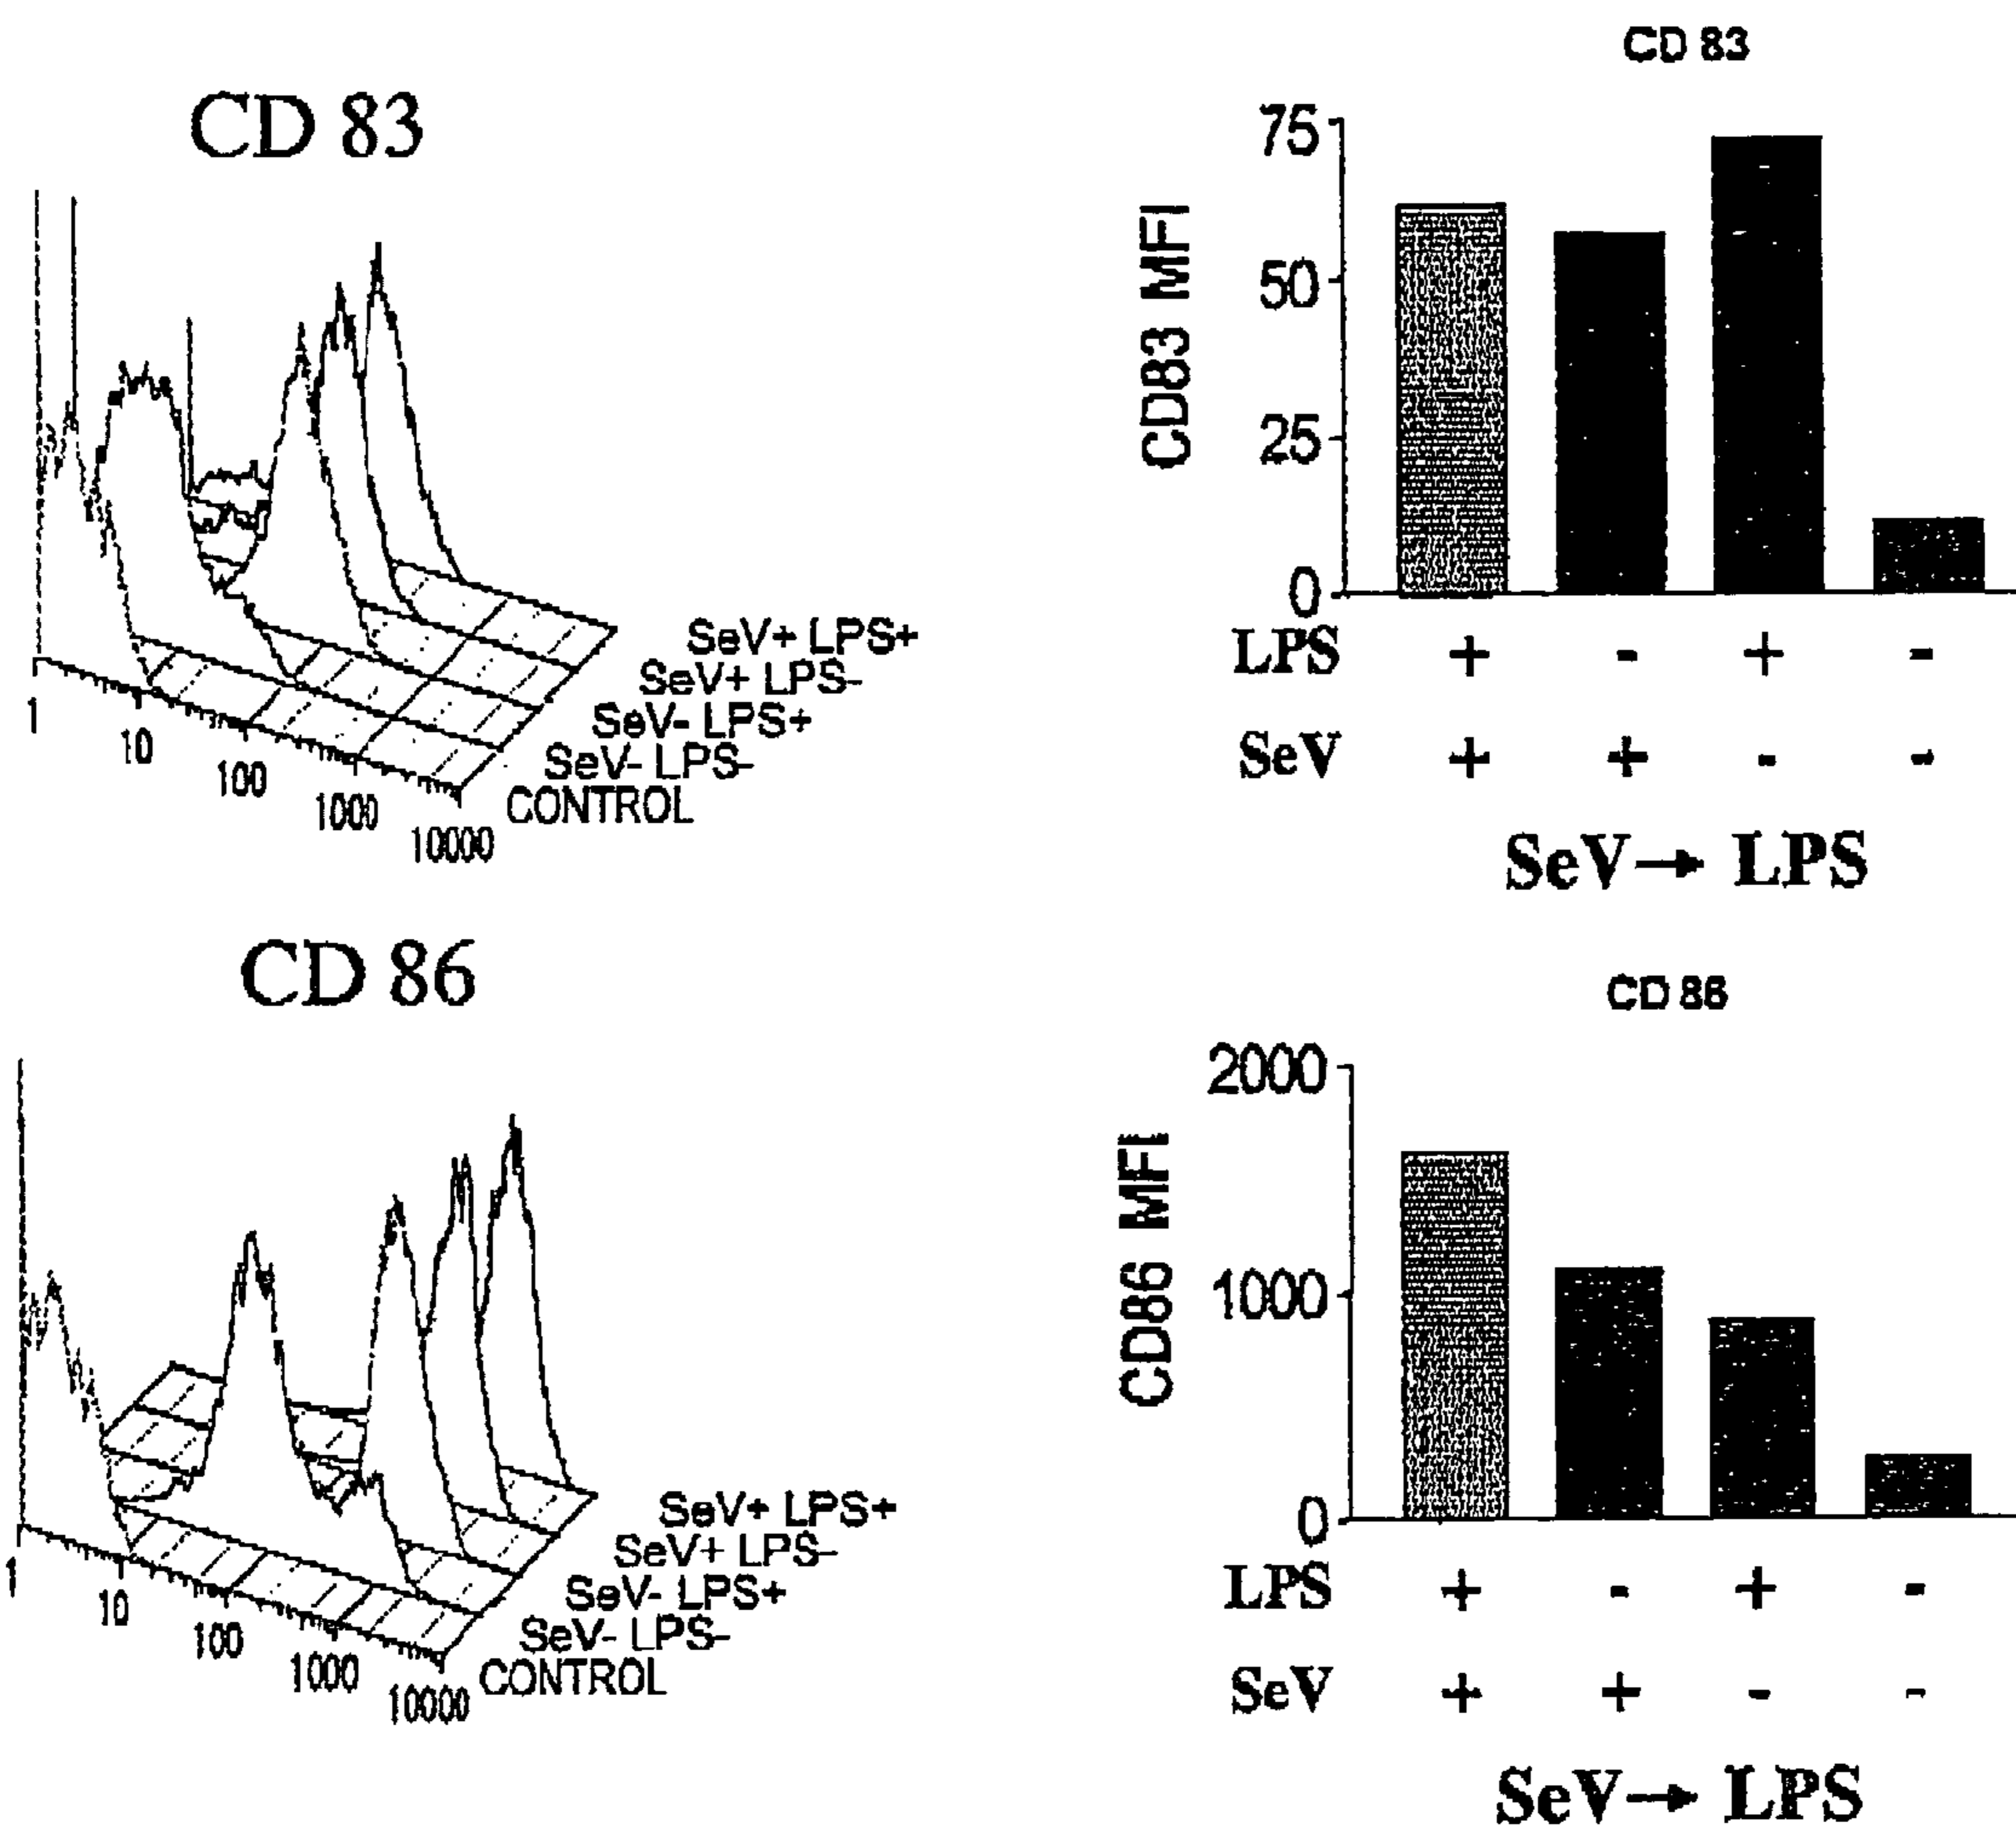 CD 83
SeV+ LPS+
SeV+ LPS-
SeV- LPS+
SeV- LPS-
CONTROL
1
10
100
1000
10000
CD 83
CD83 MFI
75
50
25
0
LPS + - + -
SeV + + - -
SeV→ LPS
CD 86
SeV+ LPS+
SeV+ LPS-
SeV- LPS+
SeV- LPS-
CONTROL
1
10
100
1000
10000
CD 86
CD86 MFI
2000
1000
0
LPS + - + -
SeV + + - -
SeV→ LPS